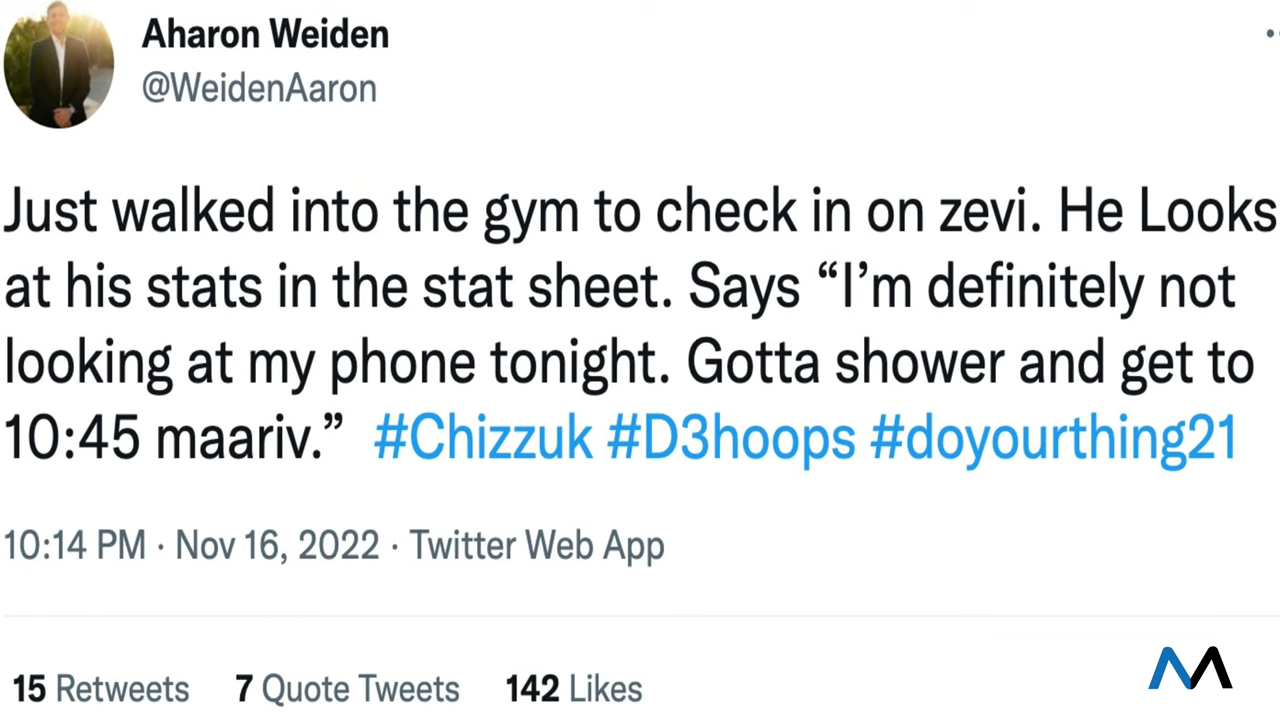 Aharon Weiden
@WeidenAaron
Just walked into the gym to check in on zevi. He Looks
at his stats in the stat sheet. Says “I’m definitely not
looking at my phone tonight. Gotta shower and get to
10:45 maariv.” #Chizzuk #D3hoops #doyourthing21
10:14 PM · Nov 16, 2022 · Twitter Web App
15 Retweets 7 Quote Tweets 142 Likes